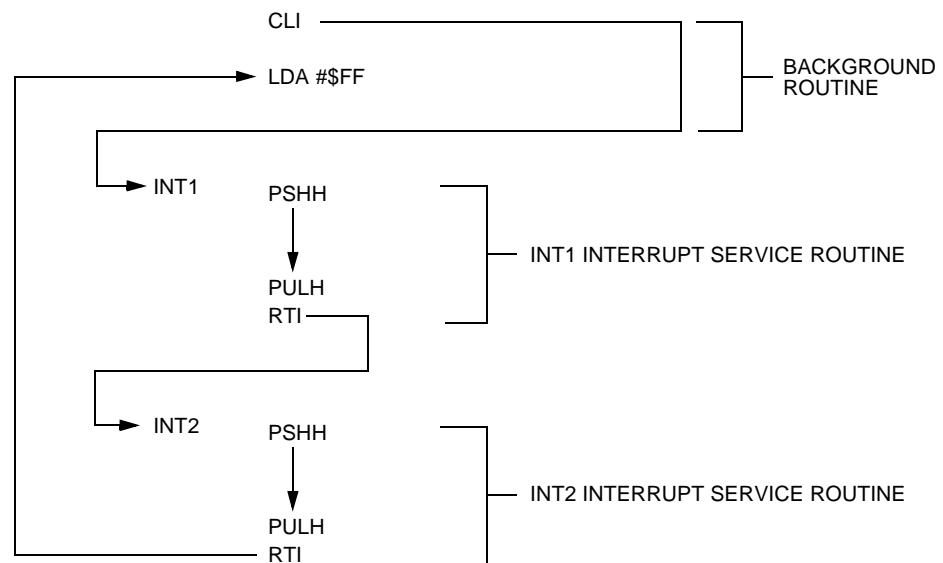 CLI
LDA #$FF
BACKGROUND
ROUTINE
INT1
PSHH
INT1 INTERRUPT SERVICE ROUTINE
PULH
RTI
INT2
PSHH
INT2 INTERRUPT SERVICE ROUTINE
PULH
RTI